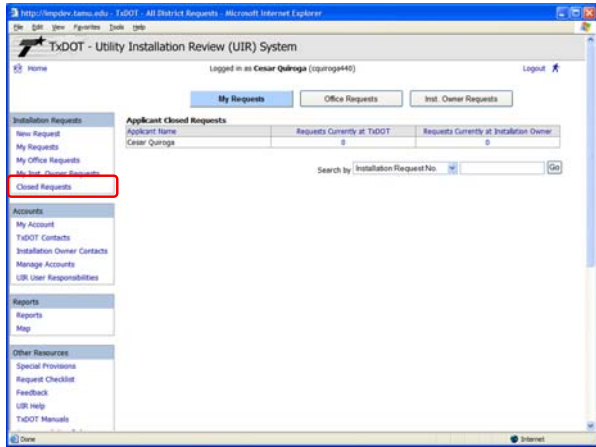 http://impdev.tamu.edu - TxDOT - All District Requests - Microsoft Internet Explorer
File Edit View Favorites Tools Help
TxDOT - Utility Installation Review (UIR) System
Home
Logged in as Cesar Quiroga (cquiroga440)
Logout
My Requests
Office Requests
Inst. Owner Requests
Installation Requests
New Request
My Requests
My Office Requests
My Inst. Owner Requests
Closed Requests
Applicant Closed Requests
Applicant Name Requests Currently at TxDOT Requests Currently at Installation Owner
Cesar Quiroga 0 0
Search by Installation Request No. Go
Accounts
My Account
TxDOT Contacts
Installation Owner Contacts
Manage Accounts
UIR User Responsibilities
Reports
Reports
Map
Other Resources
Special Provisions
Request Checklist
Feedback
UIR Help
TxDOT Manuals
Done
Internet